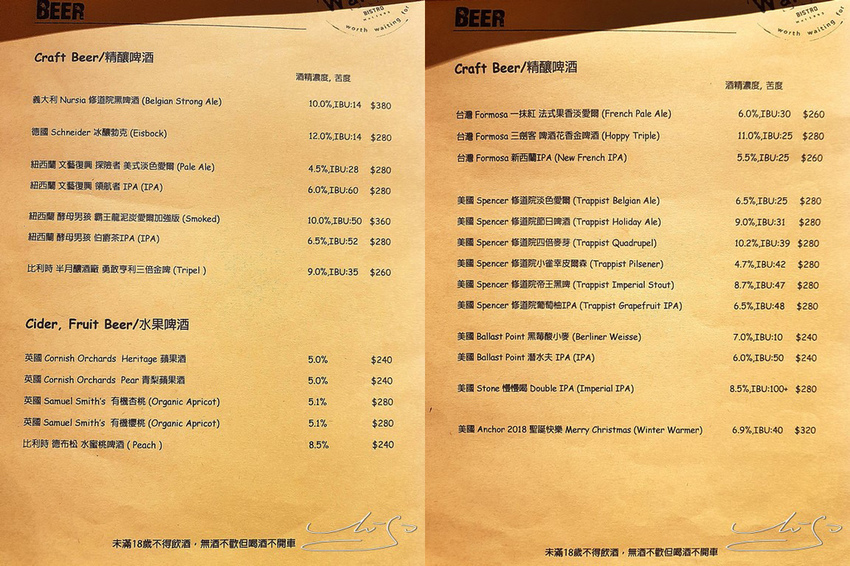 BEER
BISTRO
worth waiting for
Craft Beer/精釀啤酒
酒精濃度, 苦度
義大利 Nursia 修道院黑啤酒 (Belgian Strong Ale) 10.0%,IBU:14 $380
德國 Schneider 冰釀勃克 (Eisbock) 12.0%,IBU:14 $280
紐西蘭 文藝復興 探險者 美式淡色愛爾 (Pale Ale) 4.5%,IBU:28 $280
紐西蘭 文藝復興 領航者 IPA (IPA) 6.0%,IBU:60 $280
紐西蘭 酵母男孩 霸王龍泥炭愛爾加強版 (Smoked) 10.0%,IBU:50 $360
紐西蘭 酵母男孩 伯爵茶IPA (IPA) 6.5%,IBU:52 $280
比利時 半月釀酒廠 勇敢亨利三倍金啤 (Tripel ) 9.0%,IBU:35 $260
Cider, Fruit Beer/水果啤酒
英國 Cornish Orchards Heritage 蘋果酒 5.0% $240
英國 Cornish Orchards Pear 青梨蘋果酒 5.0% $240
英國 Samuel Smith's 有機杏桃 (Organic Apricot) 5.1% $280
英國 Samuel Smith's 有機櫻桃 (Organic Apricot) 5.1% $280
比利時 德布松 水蜜桃啤酒 ( Peach ) 8.5% $240
未滿18歲不得飲酒，無酒不歡但喝酒不開車
BEER
BISTRO
worth waiting for
Craft Beer/精釀啤酒
酒精濃度, 苦度
台灣 Formosa 一抹紅 法式果香淡愛爾 (French Pale Ale) 6.0%,IBU:30 $260
台灣 Formosa 三劍客 啤酒花香金啤酒 (Hoppy Triple) 11.0%,IBU:25 $280
台灣 Formosa 新西蘭IPA (New French IPA) 5.5%,IBU:25 $260
美國 Spencer 修道院淡色愛爾 (Trappist Belgian Ale) 6.5%,IBU:25 $280
美國 Spencer 修道院節日啤酒 (Trappist Holiday Ale) 9.0%,IBU:31 $280
美國 Spencer 修道院四倍麥芽 (Trappist Quadrupel) 10.2%,IBU:39 $280
美國 Spencer 修道院小雀幸皮爾森 (Trappist Pilsener) 4.7%,IBU:42 $280
美國 Spencer 修道院帝王黑啤 (Trappist Imperial Stout) 8.7%,IBU:47 $280
美國 Spencer 修道院葡萄柚IPA (Trappist Grapefruit IPA) 6.5%,IBU:48 $280
美國 Ballast Point 黑莓酸小麥 (Berliner Weisse) 7.0%,IBU:10 $240
美國 Ballast Point 潛水夫 IPA (IPA) 6.0%,IBU:50 $240
美國 Stone 慢慢喝 Double IPA (Imperial IPA) 8.5%,IBU:100+ $280
美國 Anchor 2018 聖誕快樂 Merry Christmas (Winter Warmer) 6.9%,IBU:40 $320
未滿18歲不得飲酒，無酒不歡但喝酒不開車